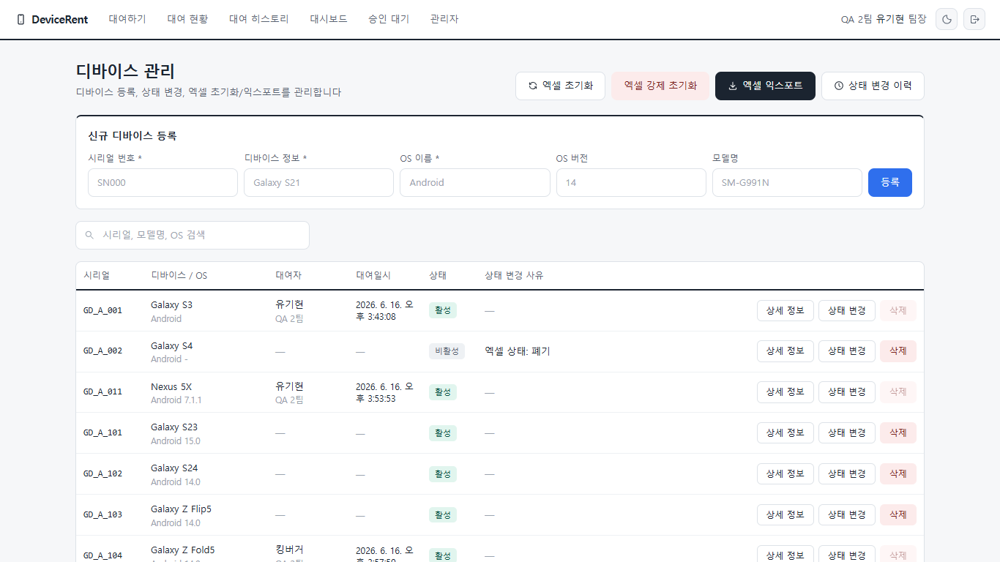 DeviceRent 대여하기 대여 현황 대여 히스토리 대시보드 승인 대기 관리자 QA 2팀 유기현 팀장
디바이스 관리
디바이스 등록, 상태 변경, 엑셀 초기화/익스포트를 관리합니다
엑셀 초기화 엑셀 강제 초기화 엑셀 익스포트 상태 변경 이력
신규 디바이스 등록
시리얼 번호 * 디바이스 정보 * OS 이름 * OS 버전 모델명
SN000 Galaxy S21 Android 14 SM-G991N 등록
시리얼, 모델명, OS 검색
시리얼 디바이스 / OS 대여자 대여일시 상태 상태 변경 사유
GD_A_001 Galaxy S3 유기현 2026. 6. 16. 오 활성 — 상세 정보 상태 변경 삭제
Android QA 2팀 후 3:43:08
GD_A_002 Galaxy S4 — — 비활성 엑셀 상태: 폐기 상세 정보 상태 변경 삭제
Android -
GD_A_011 Nexus 5X 유기현 2026. 6. 16. 오 활성 — 상세 정보 상태 변경 삭제
Android 7.1.1 QA 2팀 후 3:53:53
GD_A_101 Galaxy S23 — — 활성 — 상세 정보 상태 변경 삭제
Android 15.0
GD_A_102 Galaxy S24 — — 활성 — 상세 정보 상태 변경 삭제
Android 14.0
GD_A_103 Galaxy Z Flip5 — — 활성 — 상세 정보 상태 변경 삭제
Android 14.0
GD_A_104 Galaxy Z Fold5 킹버거 2026. 6. 16. 오 활성 — 상세 정보 상태 변경 삭제